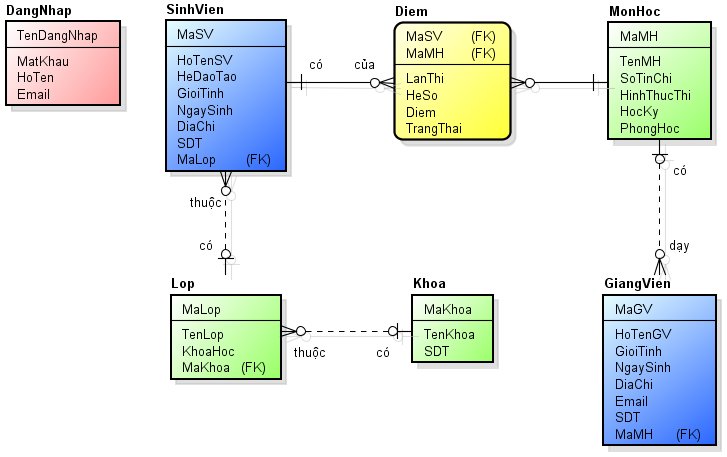 DangNhap
TenDangNhap
MatKhau
HoTen
Email
SinhVien
MaSV
HoTenSV
HeDaoTao
GioiTinh
NgaySinh
DiaChi
SDT
MaLop (FK)
có
của
Diem
MaSV (FK)
MaMH (FK)
LanThi
HeSo
Diem
TrangThai
MonHoc
MaMH
TenMH
SoTinChi
HinhThucThi
HocKy
PhongHoc
thuộc
có
có
dạy
Lop
MaLop
TenLop
KhoaHoc
MaKhoa (FK)
thuộc
có
Khoa
MaKhoa
TenKhoa
SDT
GiangVien
MaGV
HoTenGV
GioiTinh
NgaySinh
DiaChi
Email
SDT
MaMH (FK)